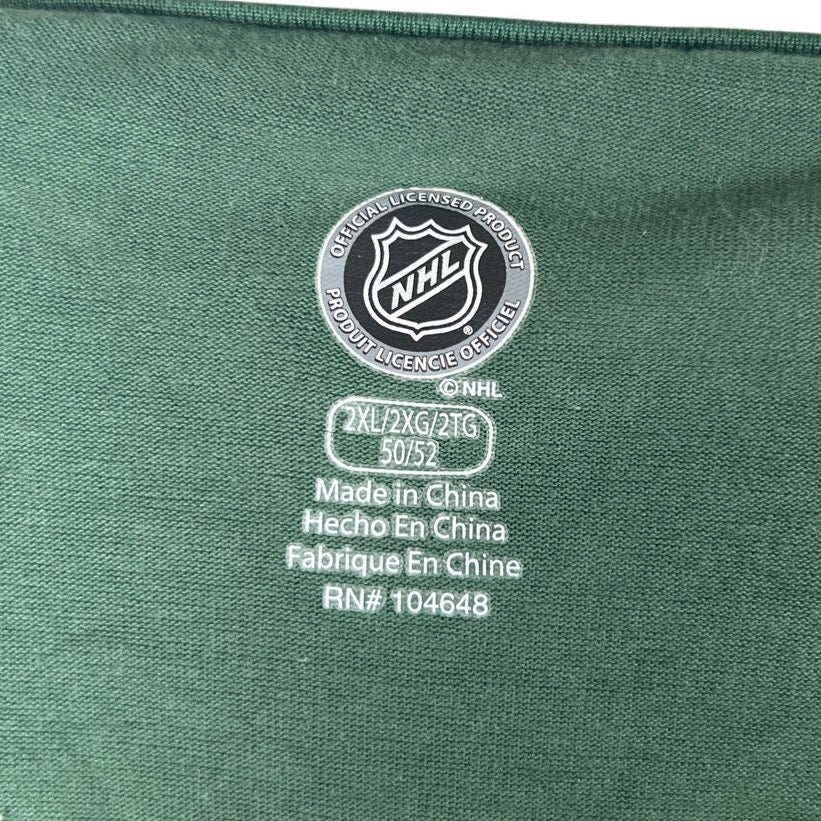 OFFICIAL LICENSED PRODUCT
NHL
®
PRODUIT LICENCIE OFFICIEL
© NHL
2XL/2XG/2TG
50/52
Made in China
Hecho En China
Fabrique En Chine
RN# 104648